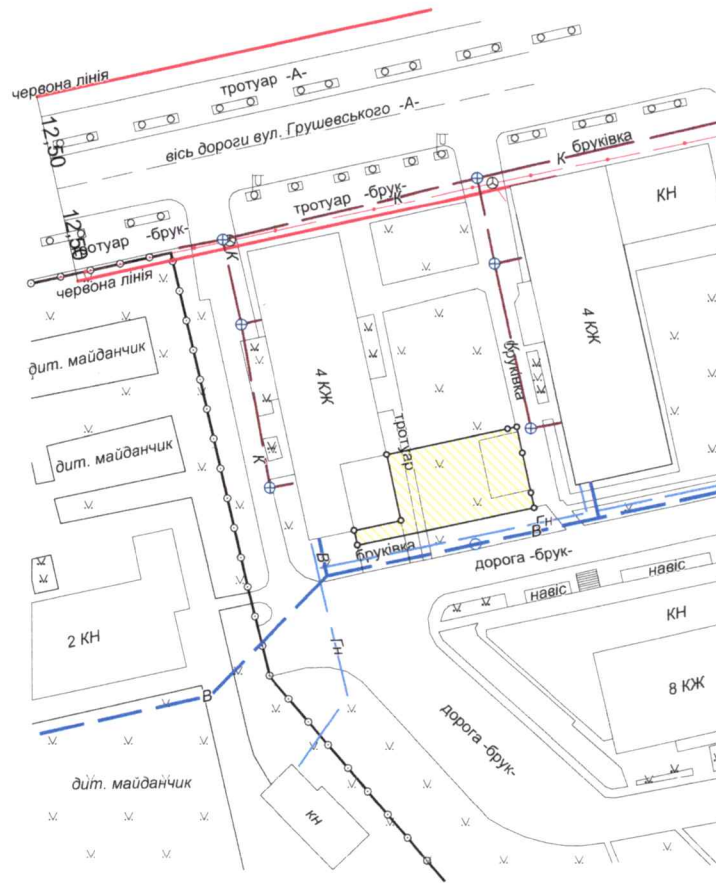 червона лінія
тротуар -А-
вісь дороги вул. Грушевського -А-
12,50
К бруківка
12,50
тротуар -брук-
К
КН
тротуар -брук-
К
червона лінія
дит. майданчик
4 КЖ
4 КЖ
бруківка
К
дит. майданчик
тротуар
К
Гн
В
бруківка
В
дорога -брук-
навіс
навіс
2 КН
Гн
КН
В
8 КЖ
дорога -брук-
дит. майданчик
КН